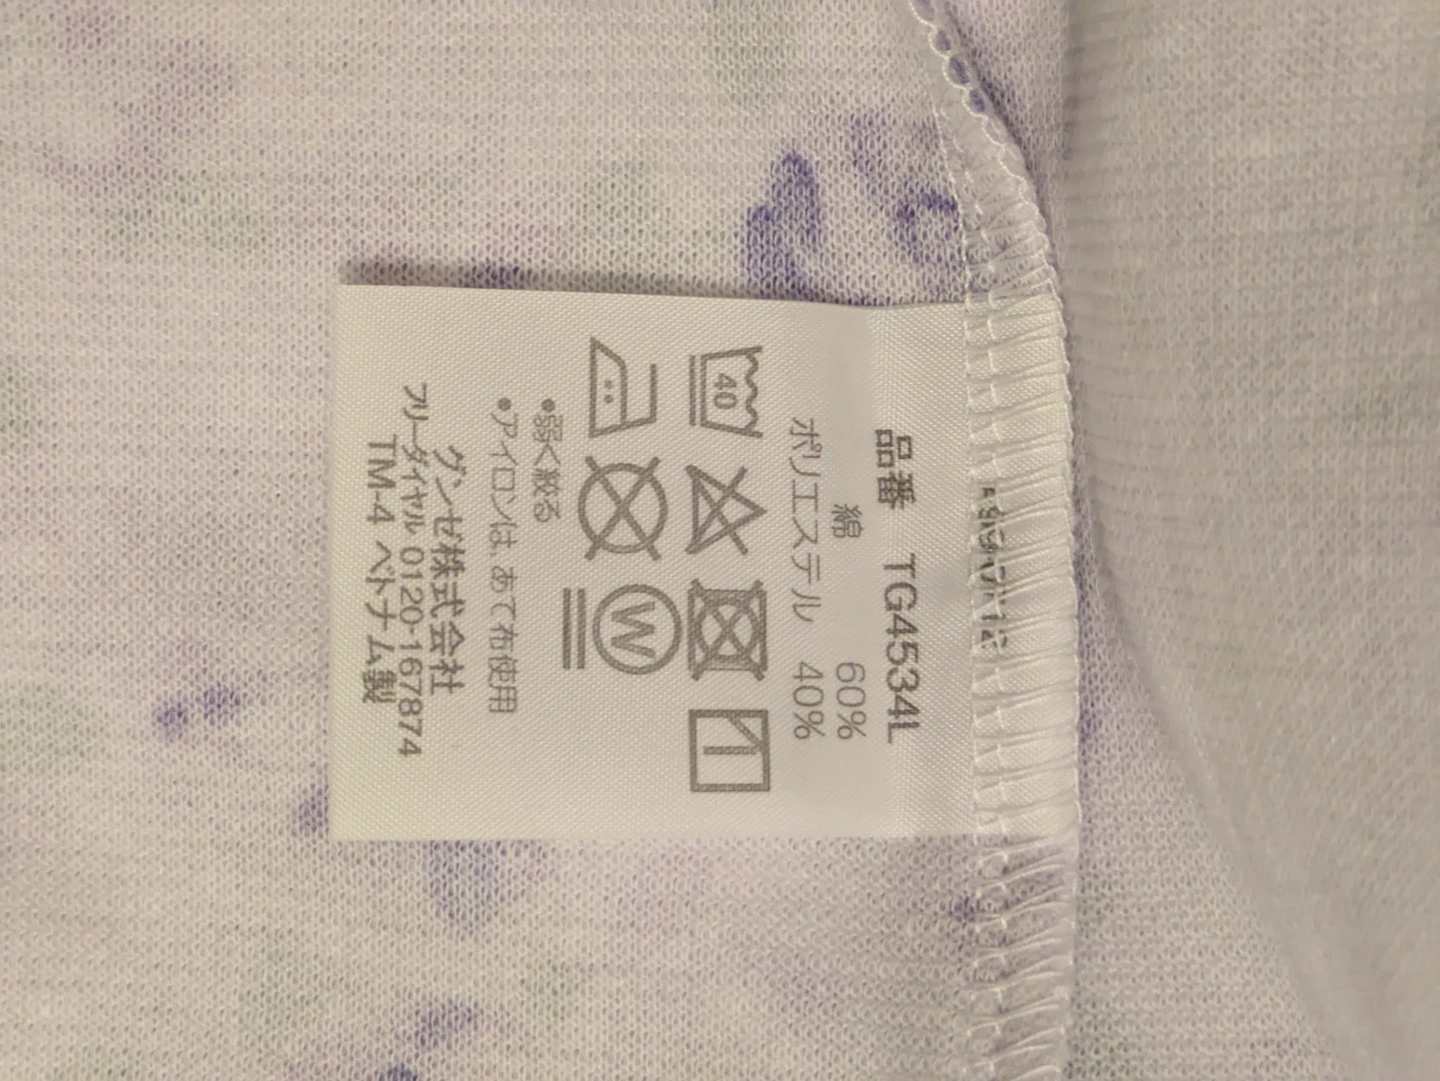 品番 TG4534L
綿 60%
ポリエステル 40%
40
W
•弱く絞る
•アイロンは、あて布使用
グンゼ株式会社
フリーダイヤル 0120-167874
TM-4 ベトナム製